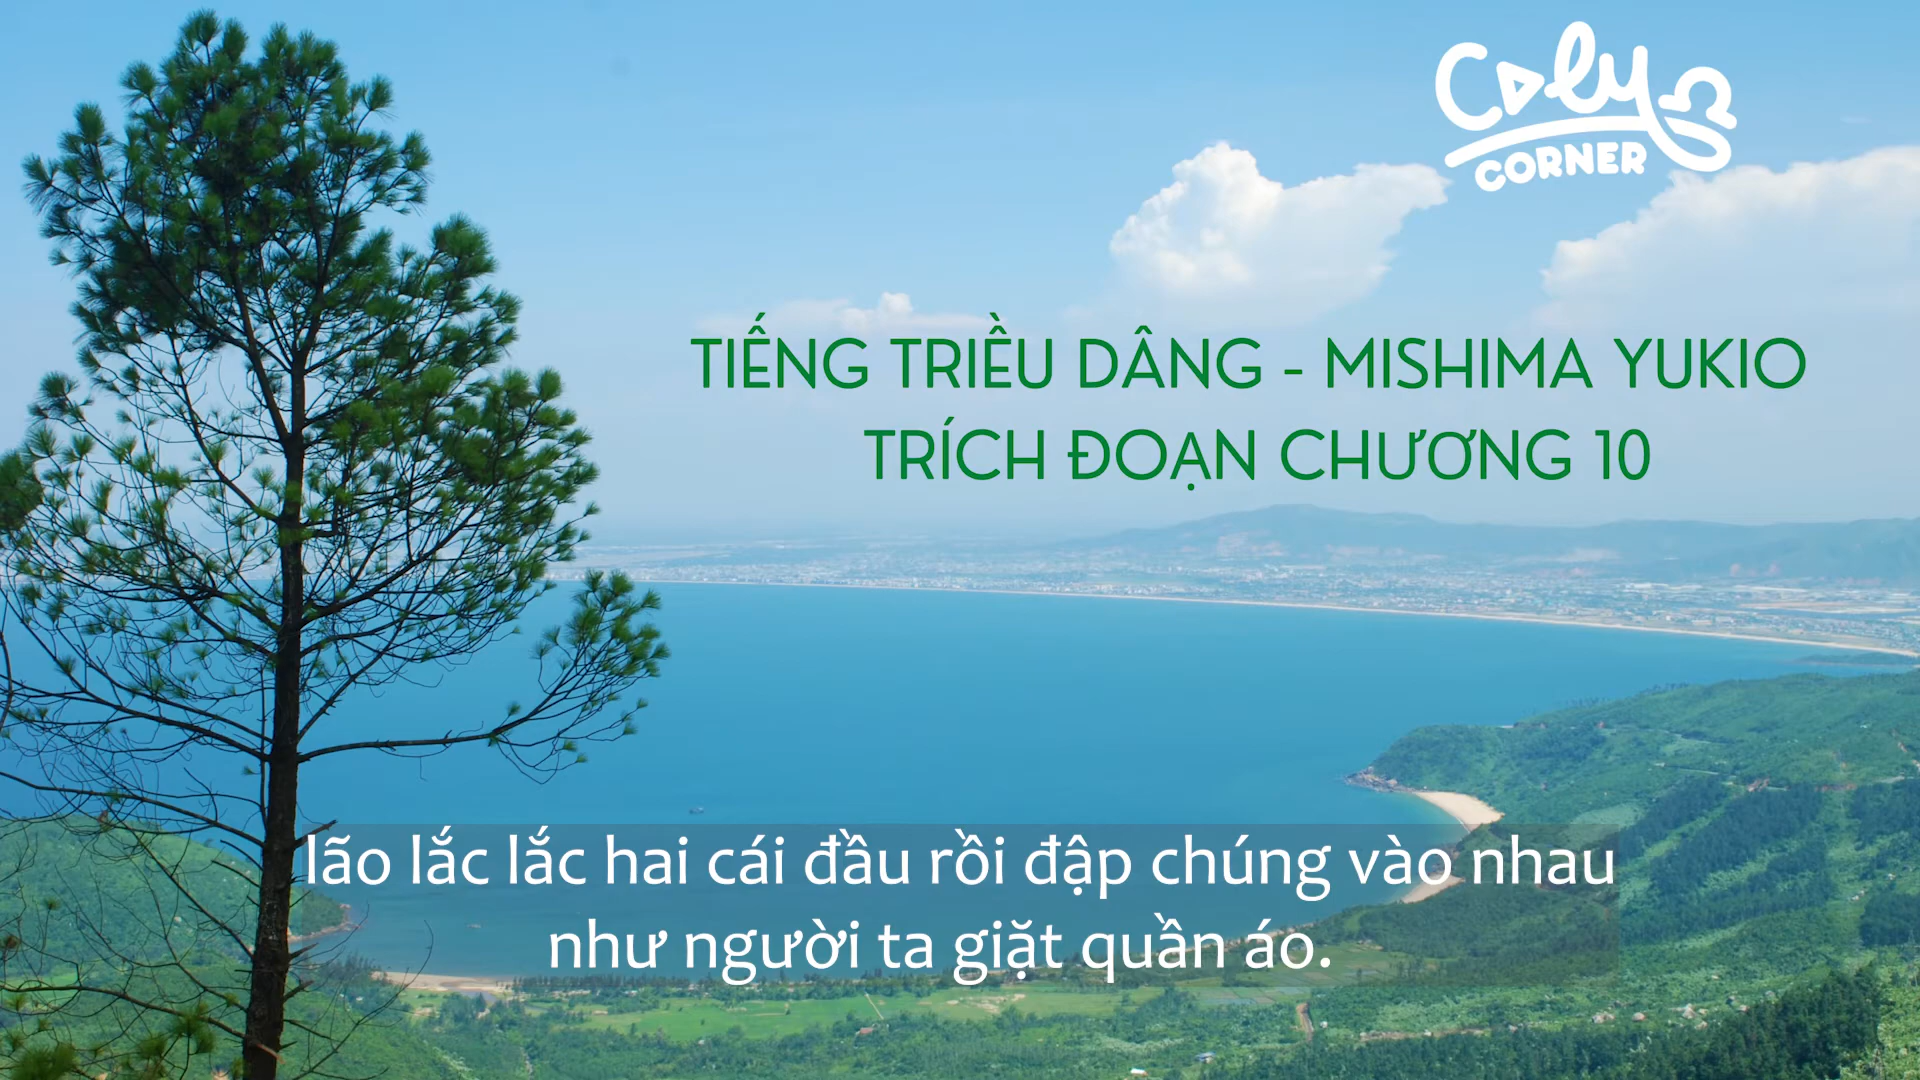 Caly
CORNER
TIẾNG TRIỀU DÂNG - MISHIMA YUKIO
TRÍCH ĐOẠN CHƯƠNG 10
lão lắc lắc hai cái đầu rồi đập chúng vào nhau
như người ta giặt quần áo.